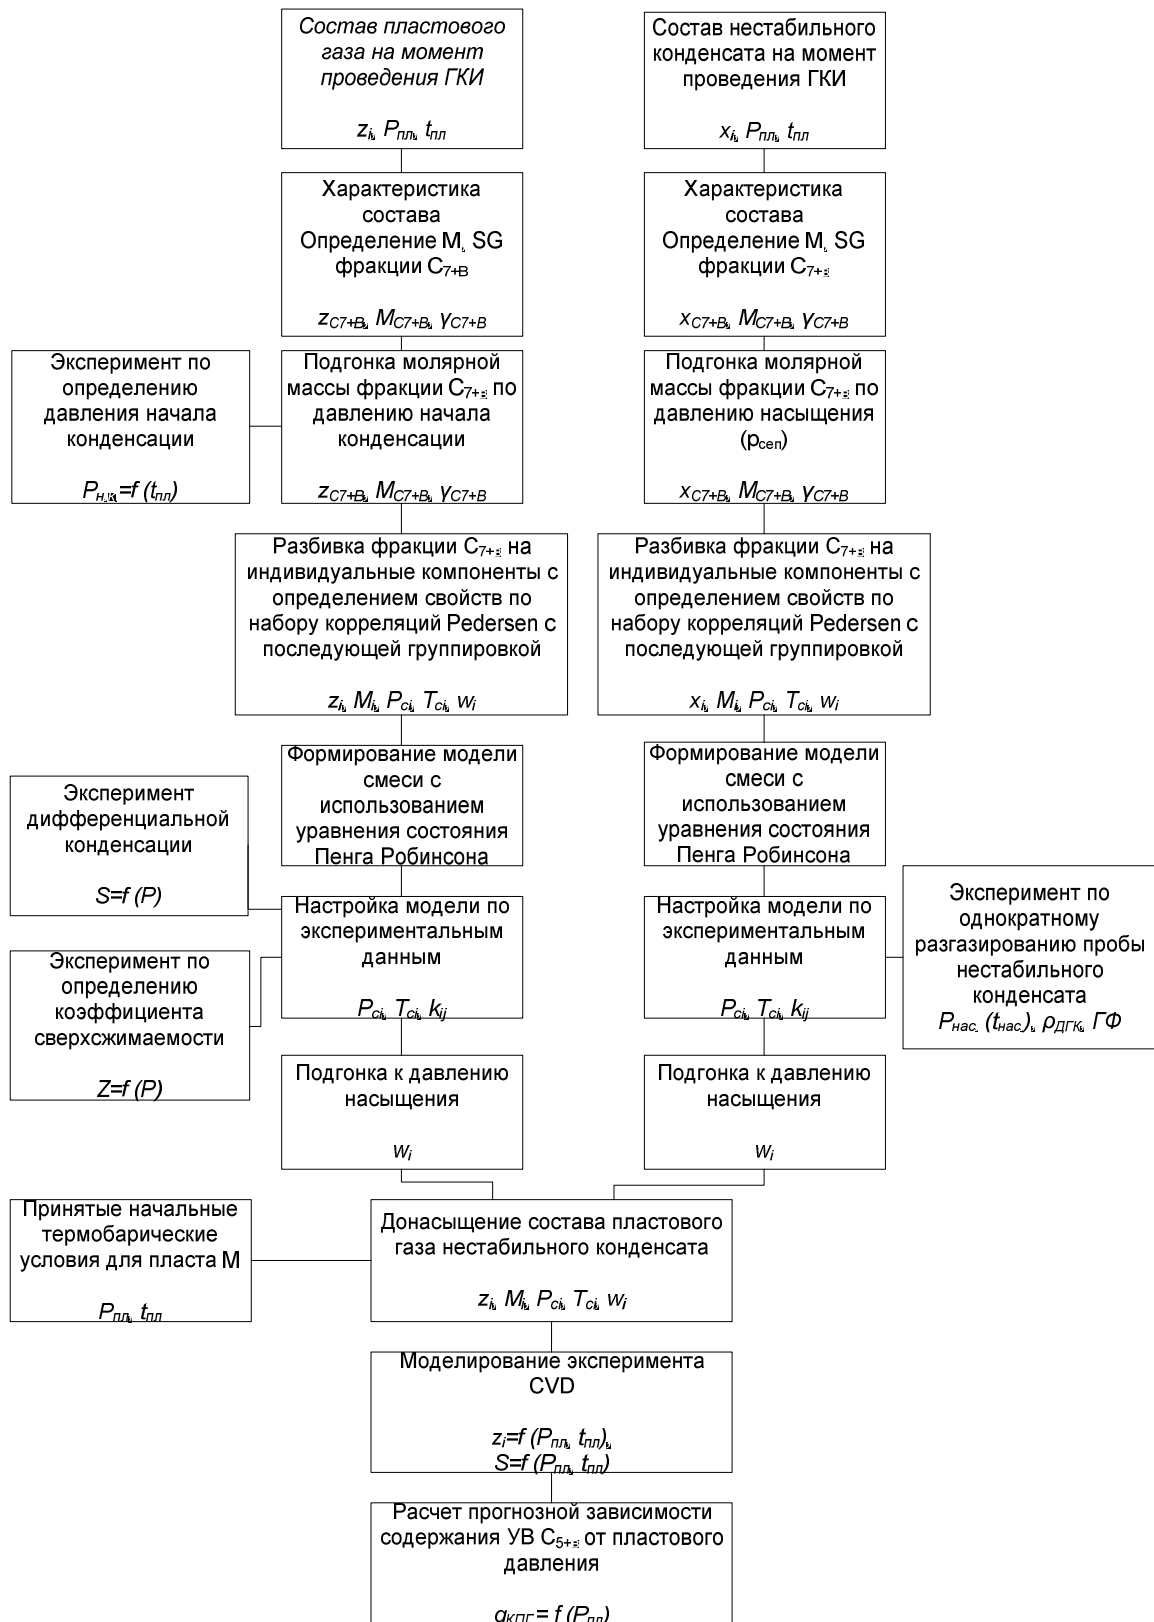 Состав пластового
газа на момент
проведения ГКИ
zᵢ, Pпл, tпл
Состав нестабильного
конденсата на момент
проведения ГКИ
xᵢ, Pпл, tпл
Характеристика
состава
Определение М, SG
фракции C7+В
zC7+В, MC7+В, γC7+В
Характеристика
состава
Определение М, SG
фракции C7+в
xC7+В, MC7+В, γC7+В
Эксперимент по
определению
давления начала
конденсации
Pн.к.=f (tпл)
Подгонка молярной
массы фракции C7+в по
давлению начала
конденсации
zC7+В, MC7+В, γC7+В
Подгонка молярной
массы фракции C7+в по
давлению насыщения
(pсеп)
xC7+В, MC7+В, γC7+В
Разбивка фракции C7+в на
индивидуальные компоненты с
определением свойств по
набору корреляций Pedersen с
последующей группировкой
zi, Mi, Pci, Tci, wi
Разбивка фракции C7+в на
индивидуальные компоненты с
определением свойств по
набору корреляций Pedersen с
последующей группировкой
xi, Mi, Pci, Tci, wi
Формирование модели
смеси с
использованием
уравнения состояния
Пенга Робинсона
Формирование модели
смеси с
использованием
уравнения состояния
Пенга Робинсона
Эксперимент
дифференциальной
конденсации
S=f (P)
Настройка модели по
экспериментальным
данным
Pci, Tci, kij
Настройка модели по
экспериментальным
данным
Pci, Tci, kij
Эксперимент по
однократному
разгазированию пробы
нестабильного
конденсата
Pнас. (tнас.), ρДГК, ГФ
Эксперимент по
определению
коэффициента
сверхсжимаемости
Z=f (P)
Подгонка к давлению
насыщения
wi
Подгонка к давлению
насыщения
wi
Принятые начальные
термобарические
условия для пласта М
Pпл, tпл
Донасыщение состава пластового
газа нестабильного конденсата
zi, Mi, Pci, Tci, wi
Моделирование эксперимента
CVD
zi=f (Pпл, tпл),
S=f (Pпл, tпл)
Расчет прогнозной зависимости
содержания УВ C5+в от пластового
давления
qКПГ = f (Pпл)